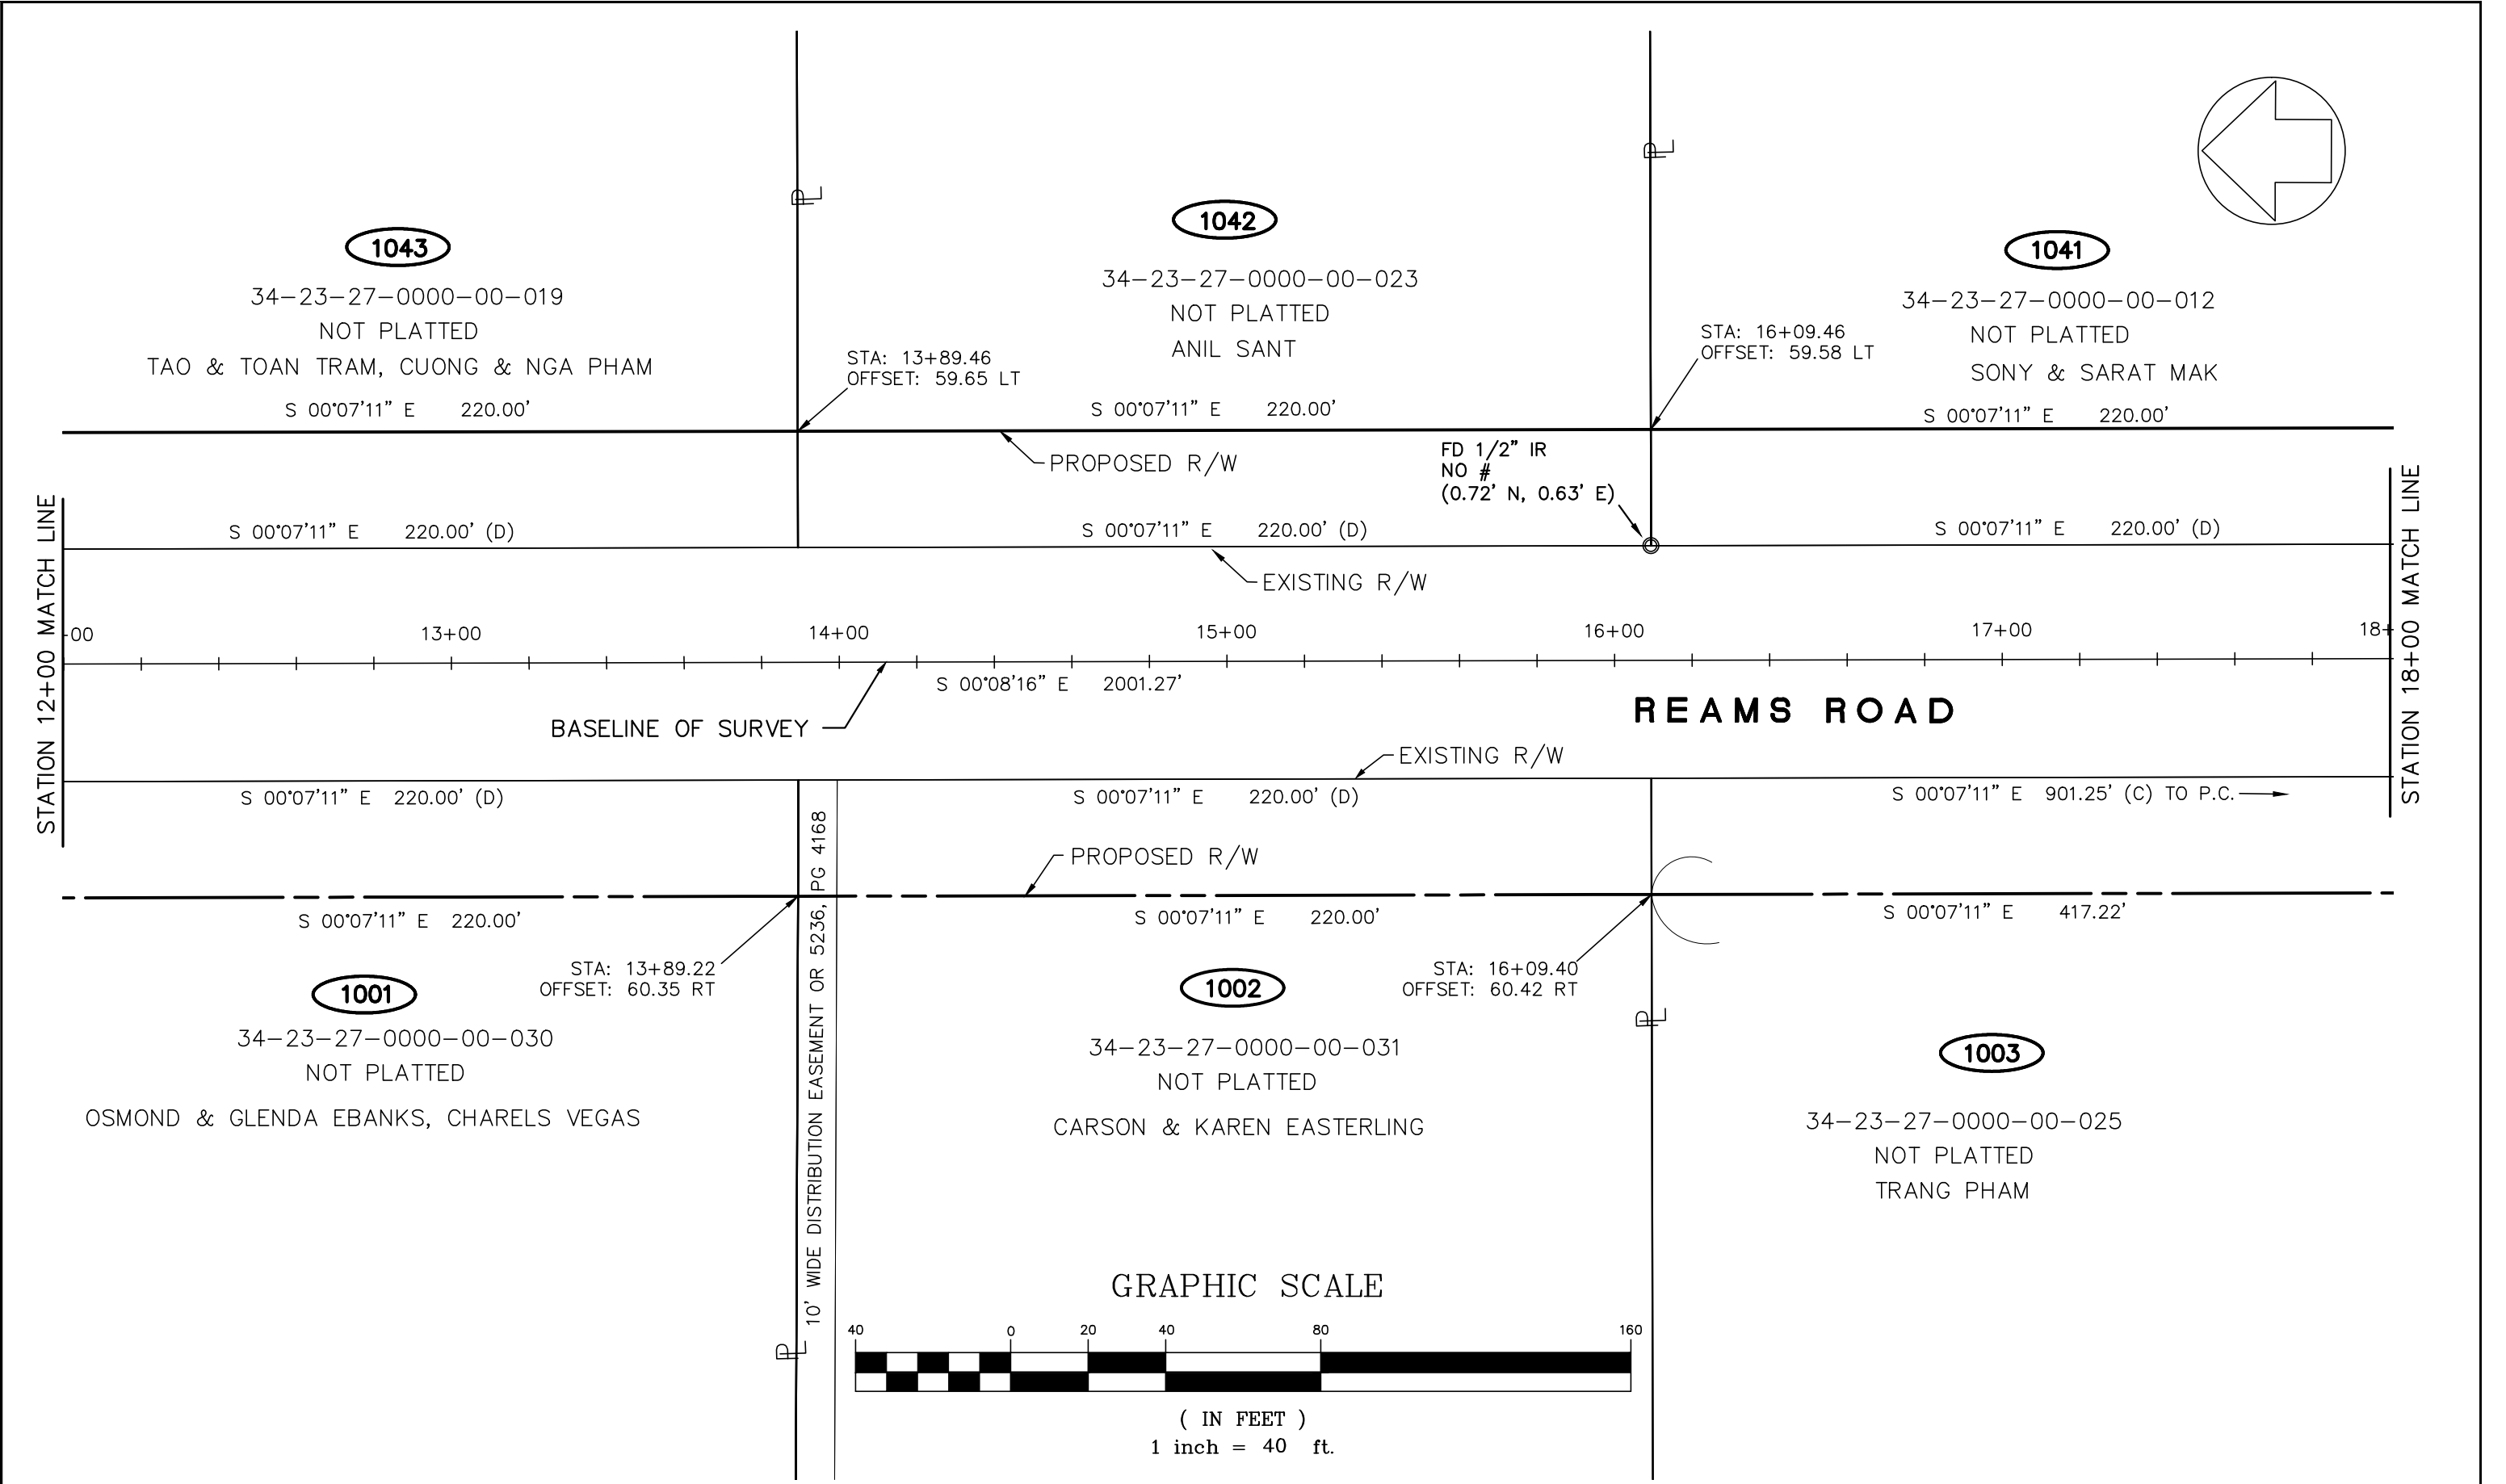 1043
34-23-27-0000-00-019
NOT PLATTED
TAO & TOAN TRAM, CUONG & NGA PHAM
S 00°07'11" E 220.00'
PL
1042
34-23-27-0000-00-023
NOT PLATTED
ANIL SANT
S 00°07'11" E 220.00'
STA: 13+89.46
OFFSET: 59.65 LT
PL
1041
34-23-27-0000-00-012
NOT PLATTED
SONY & SARAT MAK
S 00°07'11" E 220.00'
STA: 16+09.46
OFFSET: 59.58 LT
PROPOSED R/W
FD 1/2" IR
NO #
(0.72' N, 0.63' E)
S 00°07'11" E 220.00' (D)
S 00°07'11" E 220.00' (D)
S 00°07'11" E 220.00' (D)
EXISTING R/W
STATION 12+00 MATCH LINE
STATION 18+00 MATCH LINE
00
13+00
14+00
15+00
16+00
17+00
18+
S 00°08'16" E 2001.27'
BASELINE OF SURVEY
REAMS ROAD
EXISTING R/W
S 00°07'11" E 220.00' (D)
S 00°07'11" E 220.00' (D)
S 00°07'11" E 901.25' (C) TO P.C.
PROPOSED R/W
S 00°07'11" E 220.00'
S 00°07'11" E 220.00'
S 00°07'11" E 417.22'
STA: 13+89.22
OFFSET: 60.35 RT
STA: 16+09.40
OFFSET: 60.42 RT
10' WIDE DISTRIBUTION EASEMENT OR 5236, PG 4168
1001
34-23-27-0000-00-030
NOT PLATTED
OSMOND & GLENDA EBANKS, CHARELS VEGAS
1002
34-23-27-0000-00-031
NOT PLATTED
CARSON & KAREN EASTERLING
PL
1003
34-23-27-0000-00-025
NOT PLATTED
TRANG PHAM
PL
GRAPHIC SCALE
40 0 20 40 80 160
( IN FEET )
1 inch = 40 ft.